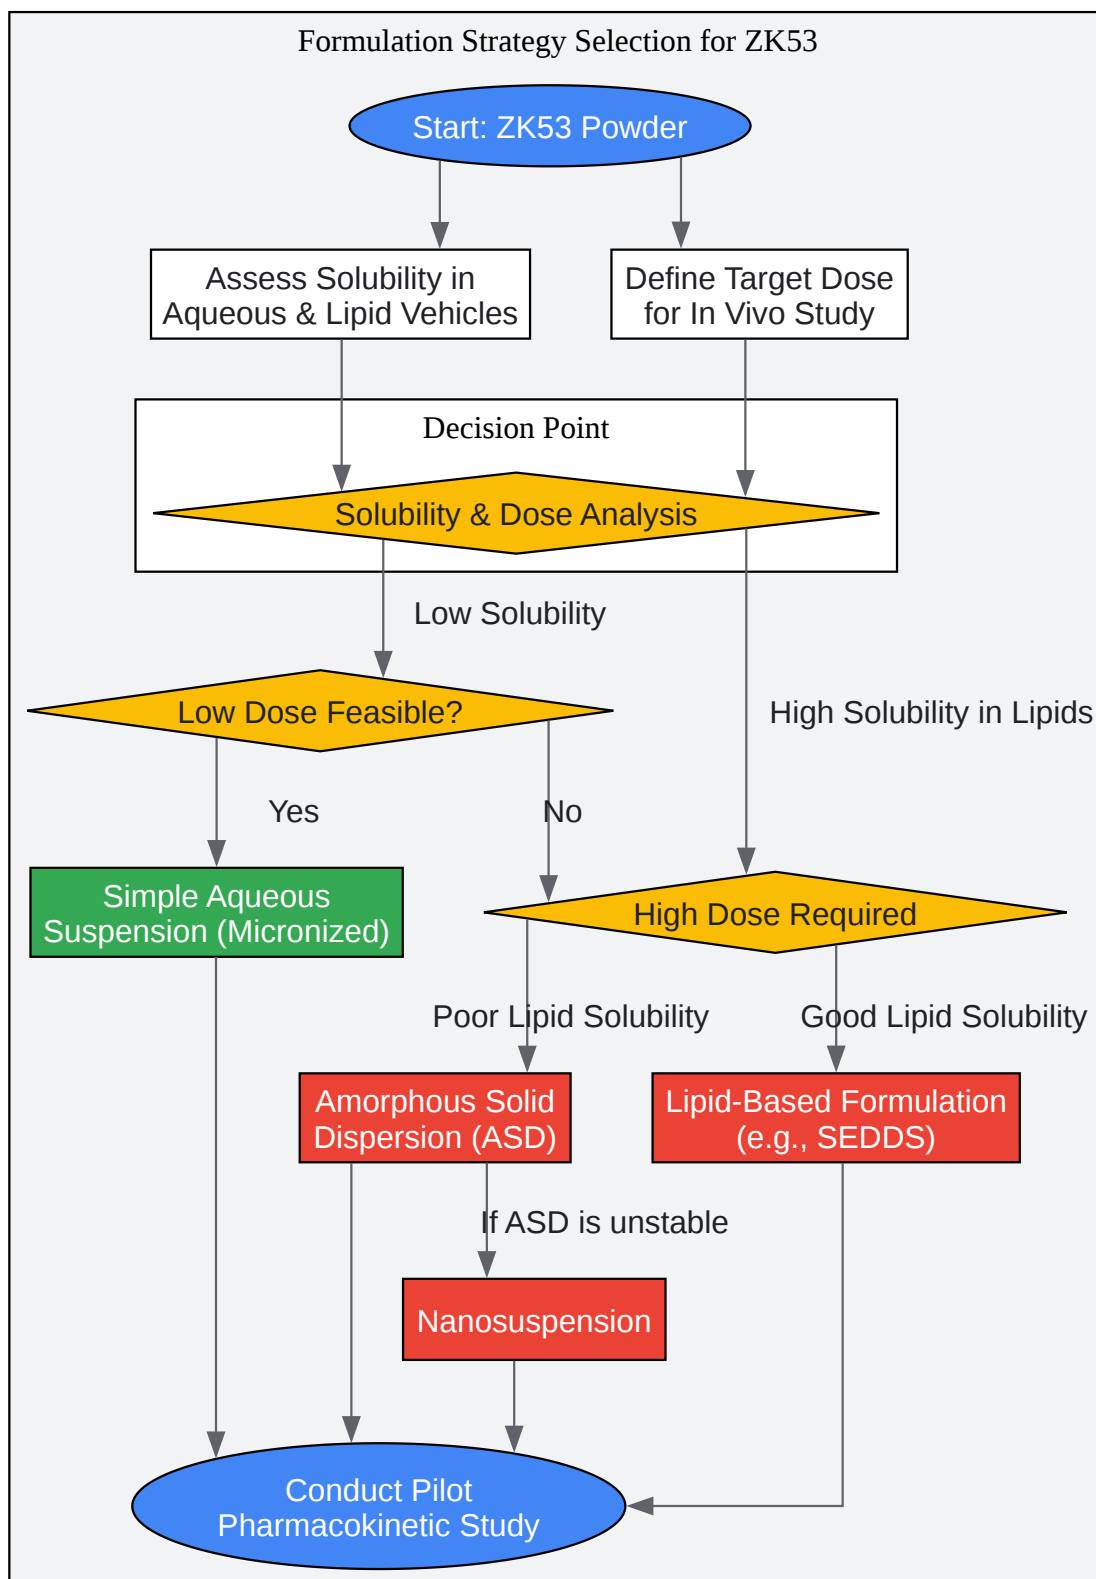 Formulation Strategy Selection for ZK53
Start: ZK53 Powder
Assess Solubility in
Aqueous & Lipid Vehicles
Define Target Dose
for In Vivo Study
Decision Point
Solubility & Dose Analysis
Low Solubility
Low Dose Feasible?
High Solubility in Lipids
Yes
No
Simple Aqueous
Suspension (Micronized)
High Dose Required
Poor Lipid Solubility
Good Lipid Solubility
Amorphous Solid
Dispersion (ASD)
Lipid-Based Formulation
(e.g., SEDDS)
If ASD is unstable
Nanosuspension
Conduct Pilot
Pharmacokinetic Study